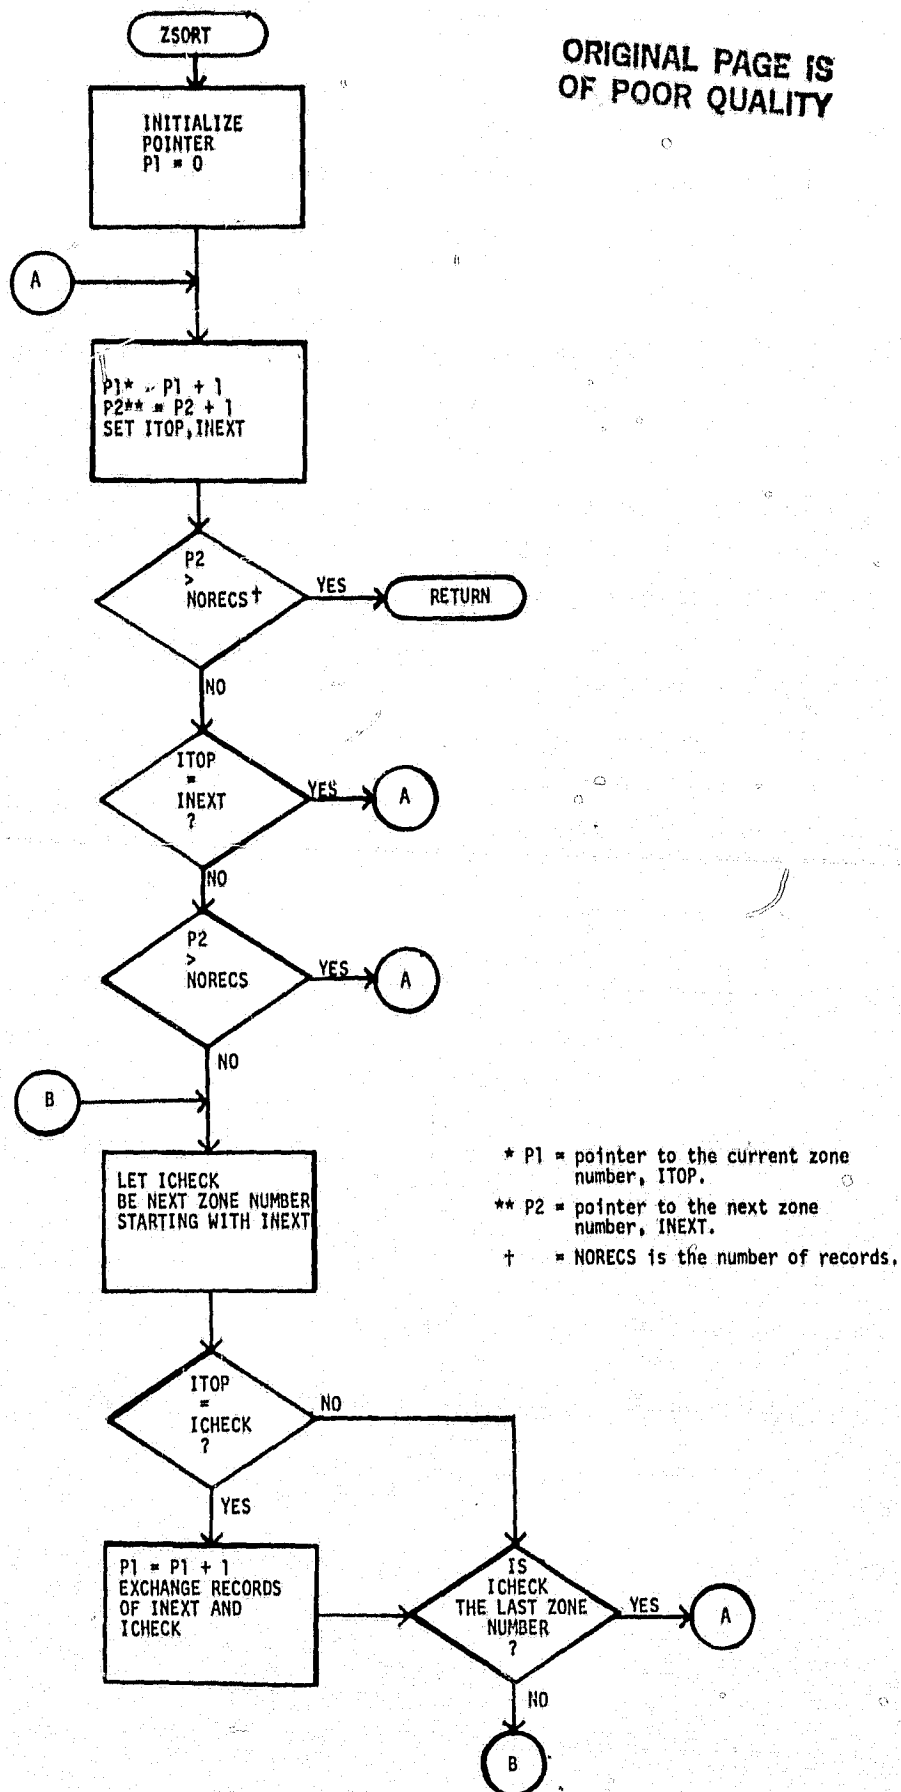 ZSORT
ORIGINAL PAGE IS
OF POOR QUALITY
INITIALIZE
POINTER
P1 = 0
A
P1* = P1 + 1
P2** = P2 + 1
SET ITOP,INEXT
P2
>
NORECS†
YES
RETURN
NO
ITOP
=
INEXT
?
YES
A
NO
P2
>
NORECS
YES
A
NO
B
LET ICHECK
BE NEXT ZONE NUMBER
STARTING WITH INEXT
* P1 = pointer to the current zone
number, ITOP.
** P2 = pointer to the next zone
number, INEXT.
† = NORECS is the number of records.
ITOP
=
ICHECK
?
NO
YES
P1 = P1 + 1
EXCHANGE RECORDS
OF INEXT AND
ICHECK
IS
ICHECK
THE LAST ZONE
NUMBER
?
YES
A
NO
B